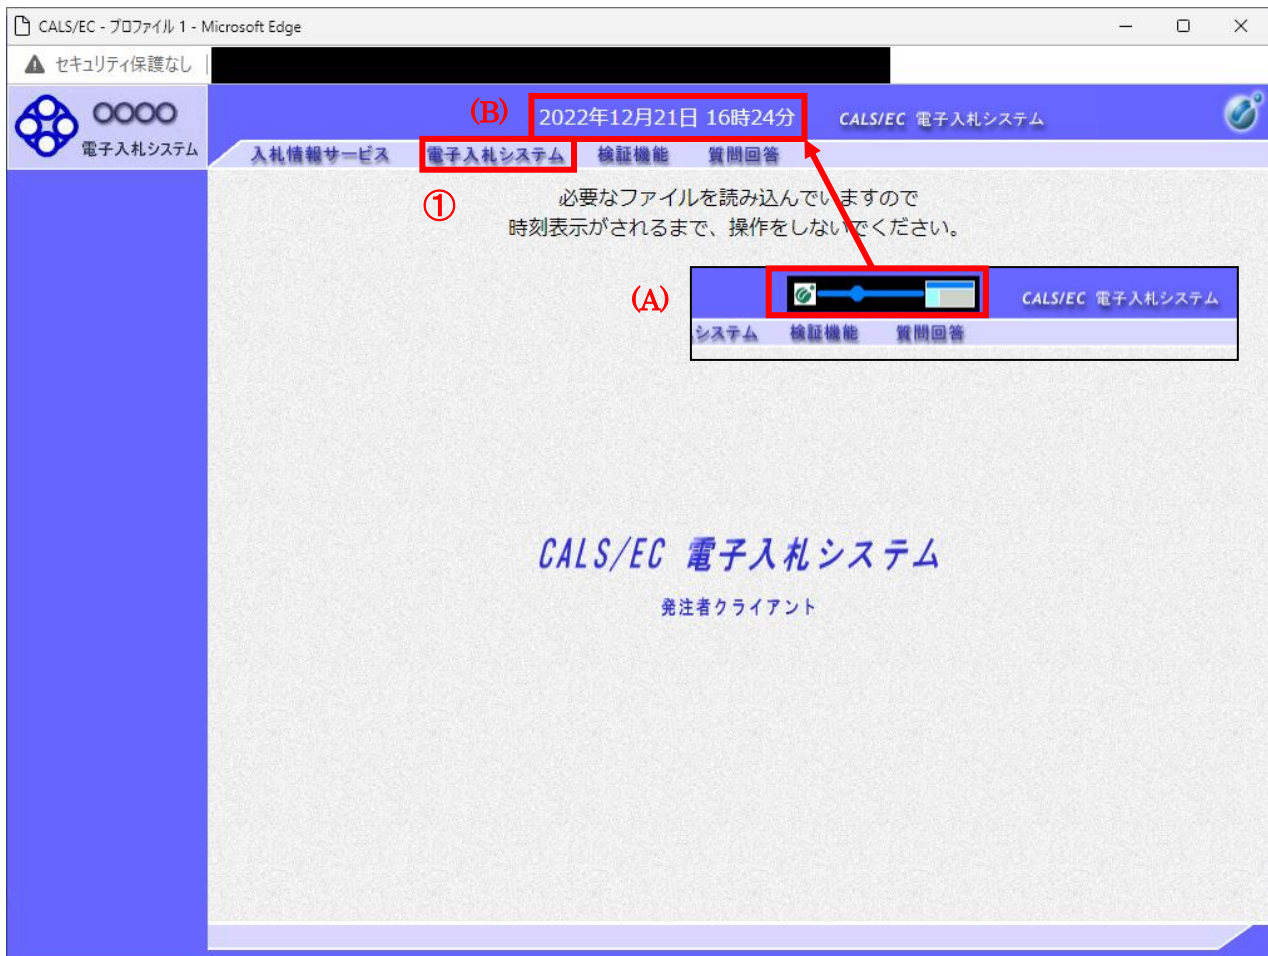 CALS/EC - プロファイル 1 - Microsoft Edge
セキュリティ保護なし
○○○○
電子入札システム
(B)
2022年12月21日 16時24分
CALS/EC 電子入札システム
入札情報サービス 電子入札システム 検証機能 質問回答
①
必要なファイルを読み込んでいますので
時刻表示がされるまで、操作をしないでください。
(A)
CALS/EC 電子入札システム
システム 検証機能 質問回答
CALS/EC 電子入札システム
発注者クライアント